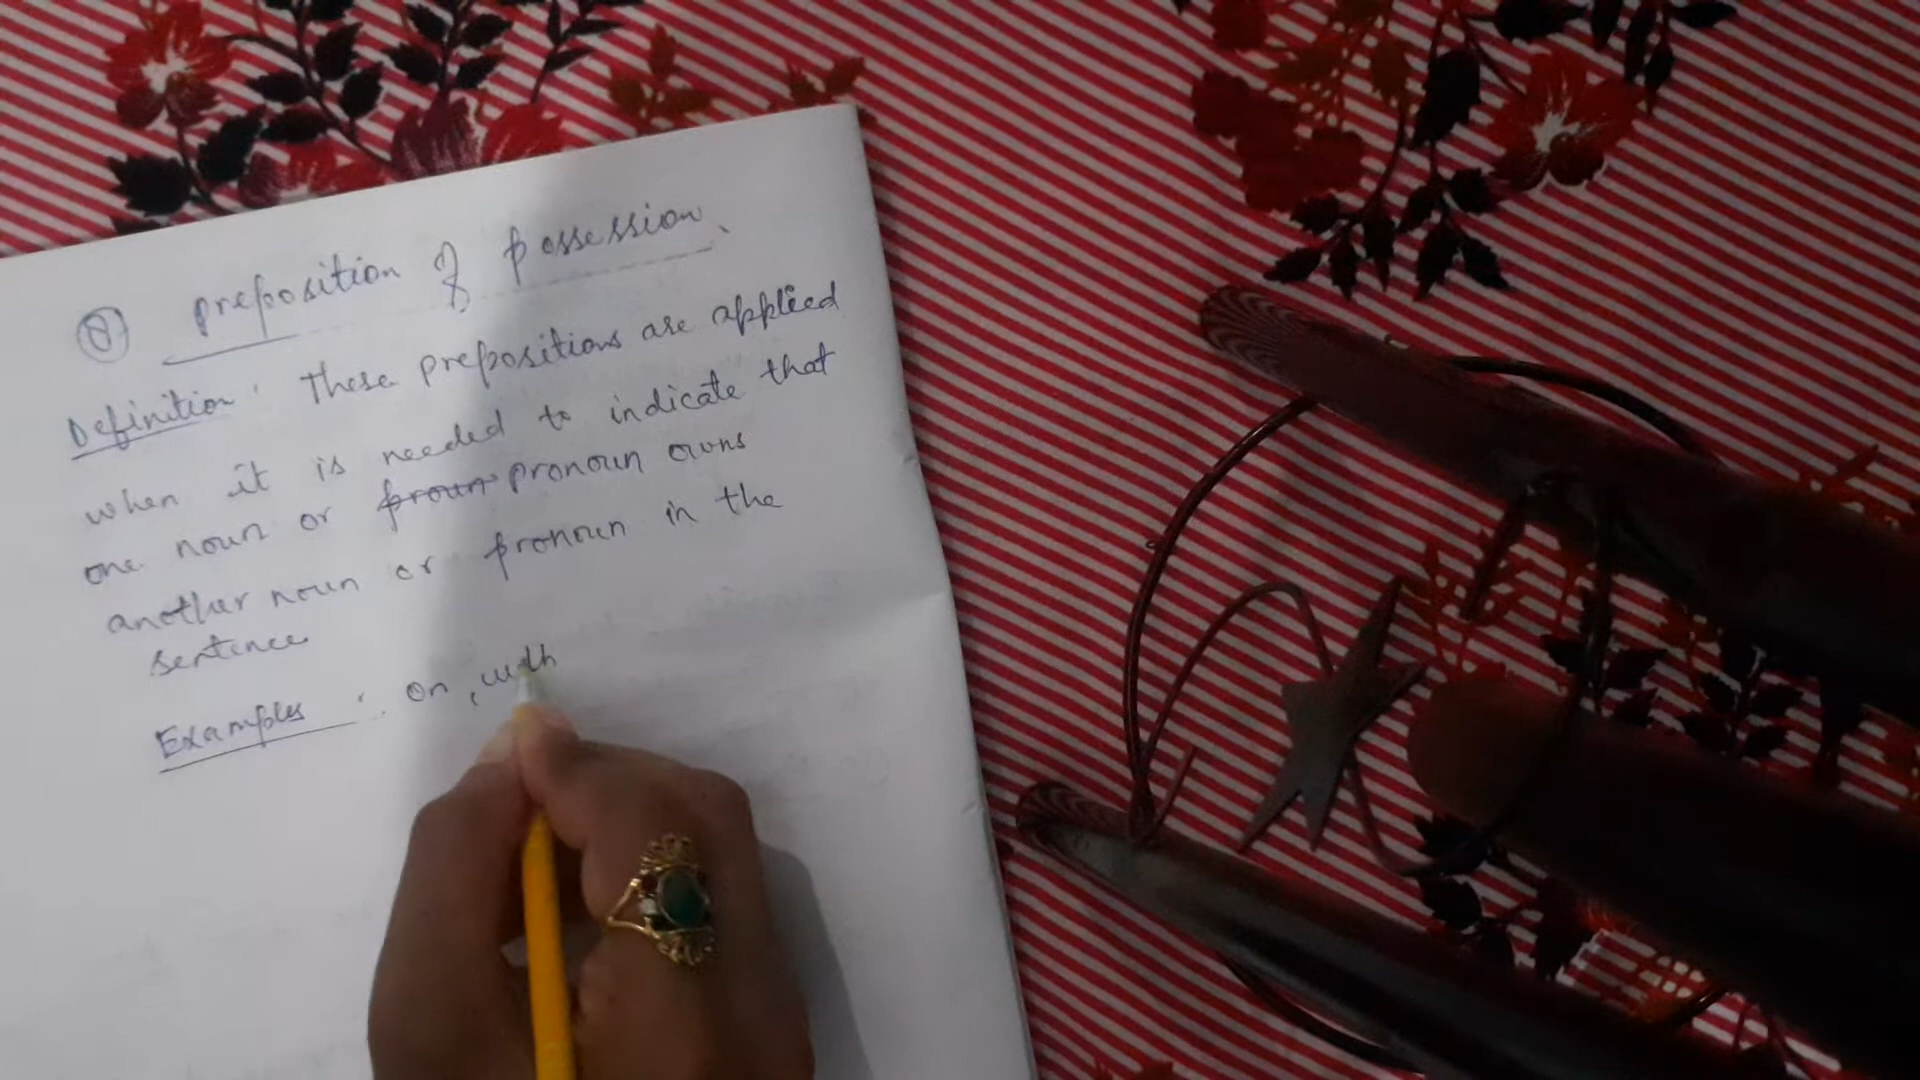 ⑧ preposition of possession
Definition: These prepositions are applied
when it is needed to indicate that
one noun or proun pronoun owns
another noun or pronoun in the
sentence
Examples : On, with